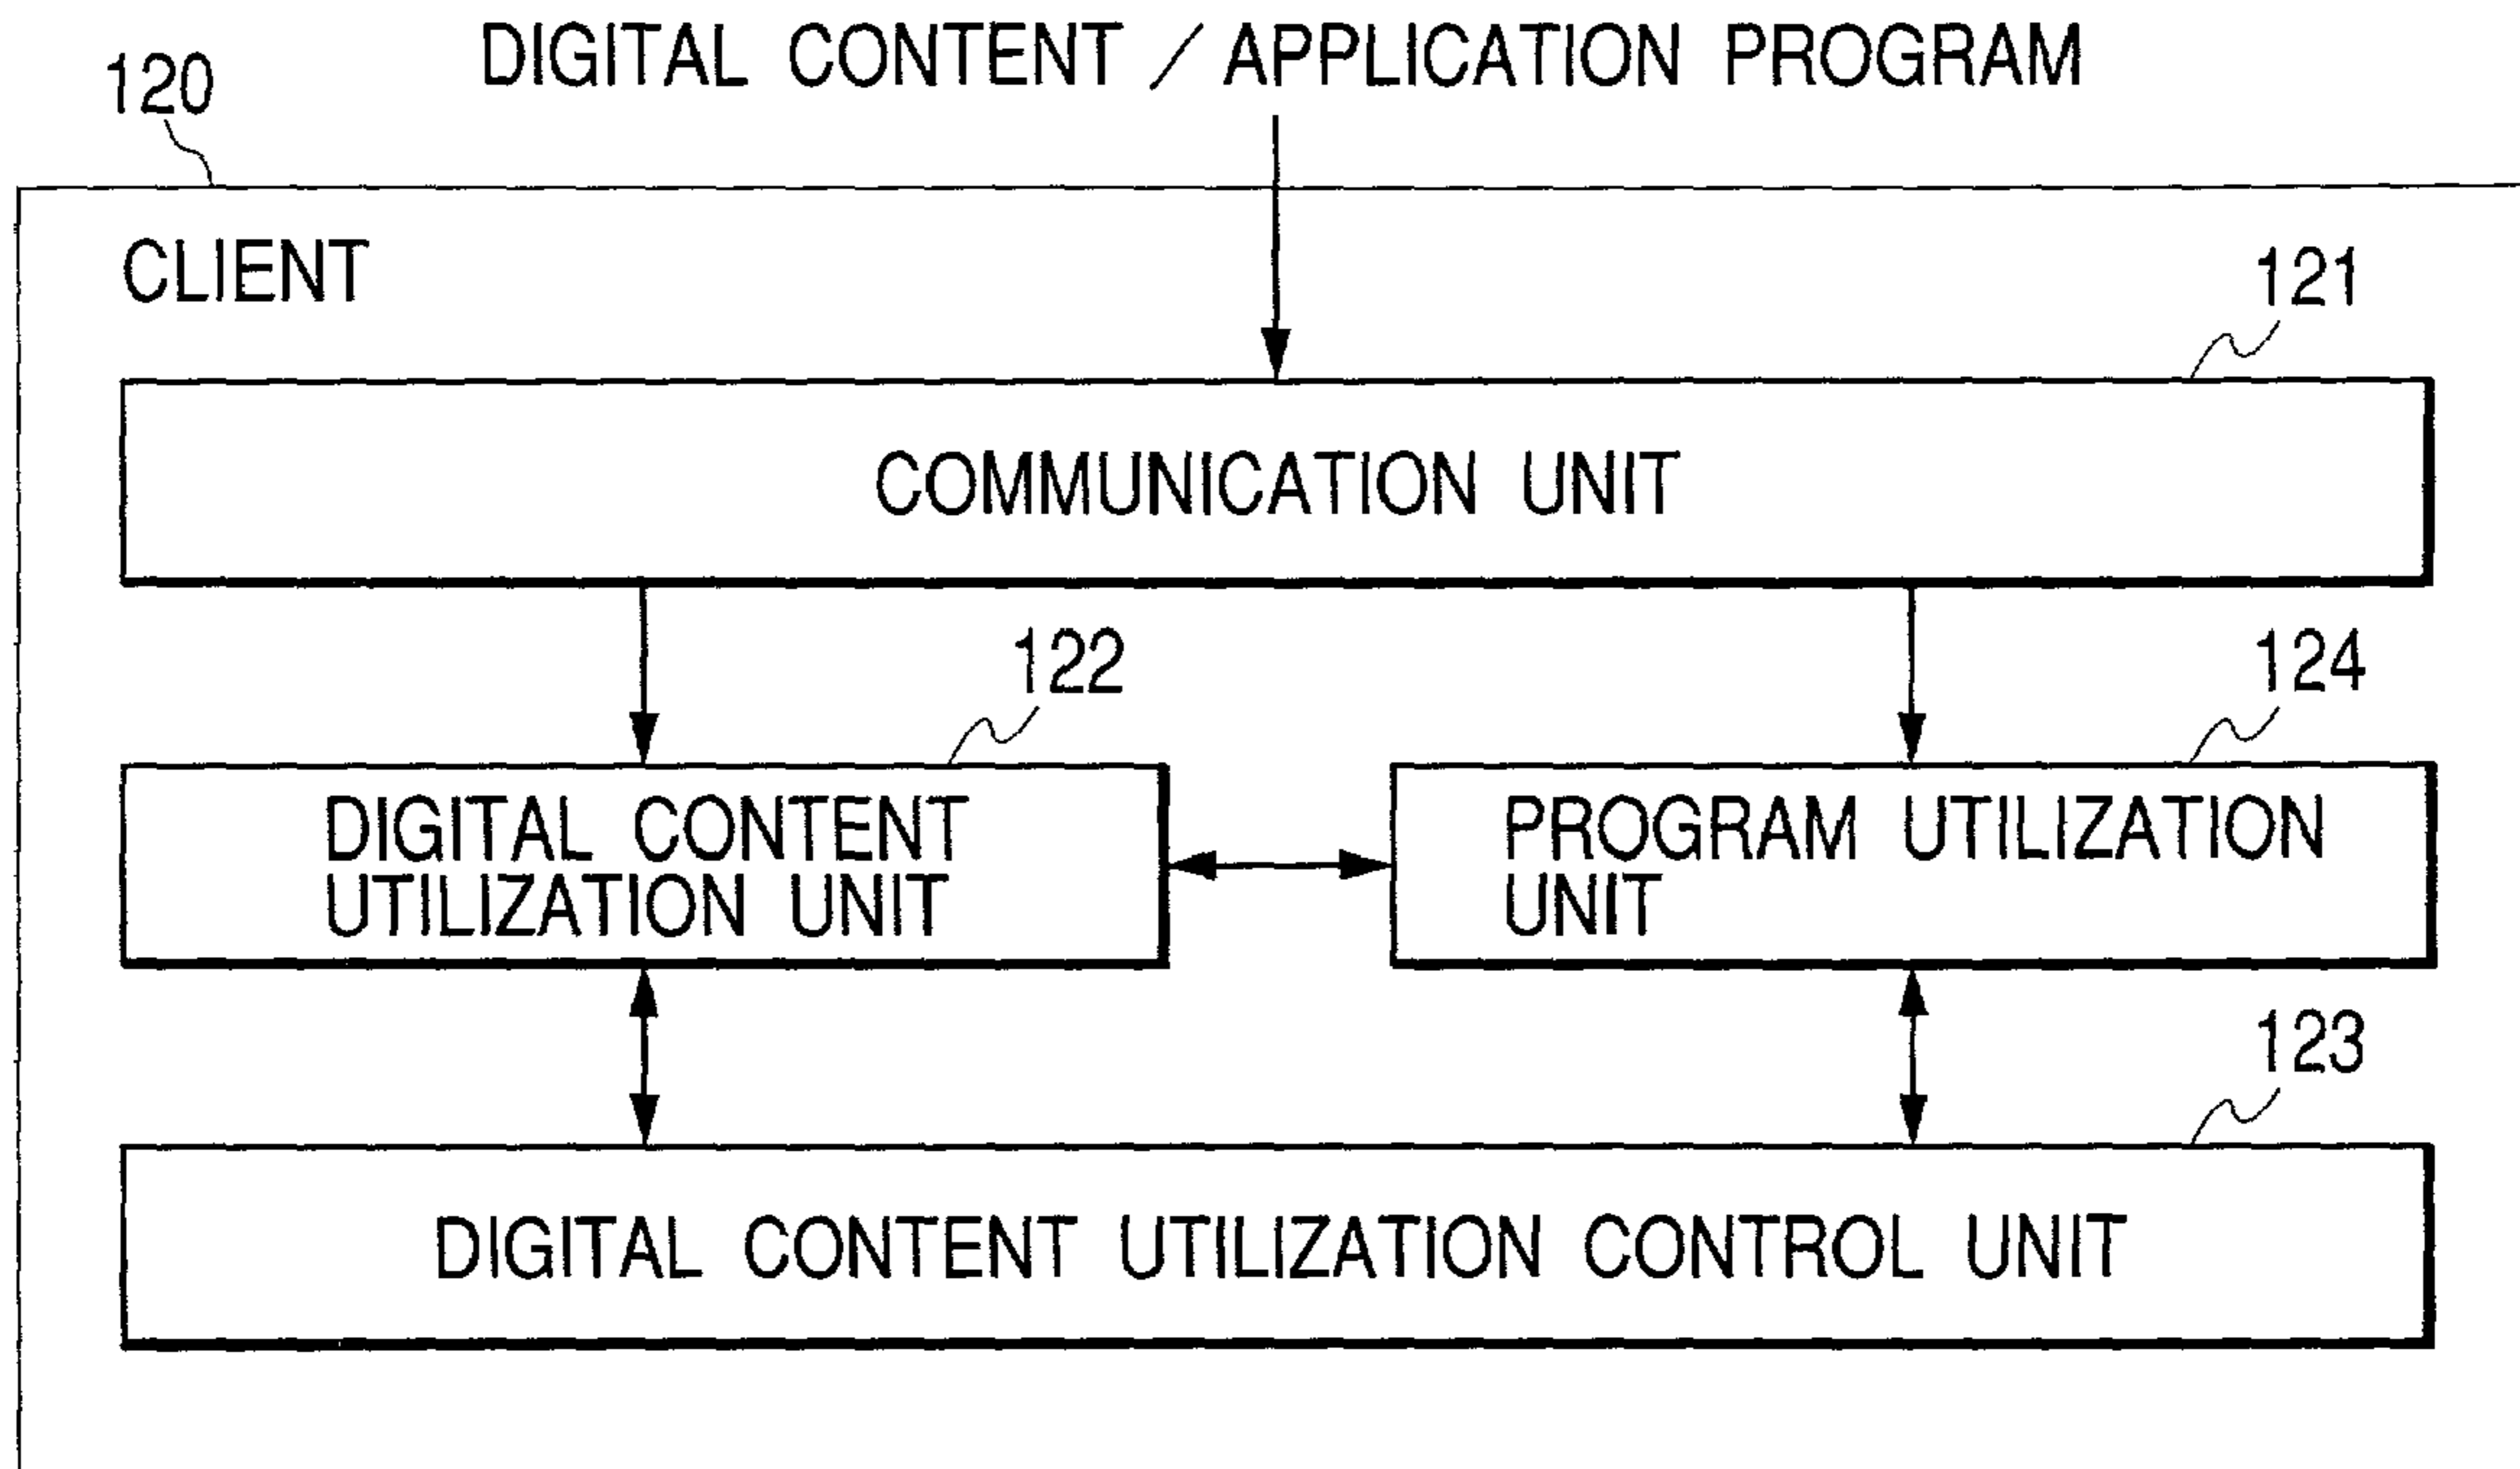 DIGITAL CONTENT / APPLICATION PROGRAM
120
CLIENT
121
COMMUNICATION UNIT
122
124
DIGITAL CONTENT
UTILIZATION UNIT
PROGRAM UTILIZATION
UNIT
123
DIGITAL CONTENT UTILIZATION CONTROL UNIT